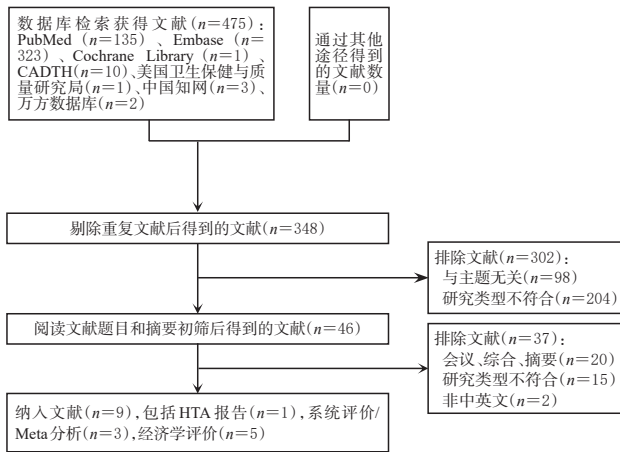 数据库检索获得文献(n=475):
PubMed(n=135)、Embase(n=
323)、Cochrane Library(n=1)、
CADTH(n=10)、美国卫生保健与质
量研究局(n=1)、中国知网(n=3)、
万方数据库(n=2)
通过其他
途径得到
的文献数
量(n=0)
剔除重复文献后得到的文献(n=348)
排除文献(n=302):
与主题无关(n=98)
研究类型不符合(n=204)
阅读文献题目和摘要初筛后得到的文献(n=46)
排除文献(n=37):
会议、综合、摘要(n=20)
研究类型不符合(n=15)
非中英文(n=2)
纳入文献(n=9),包括HTA报告(n=1),系统评价/
Meta分析(n=3),经济学评价(n=5)